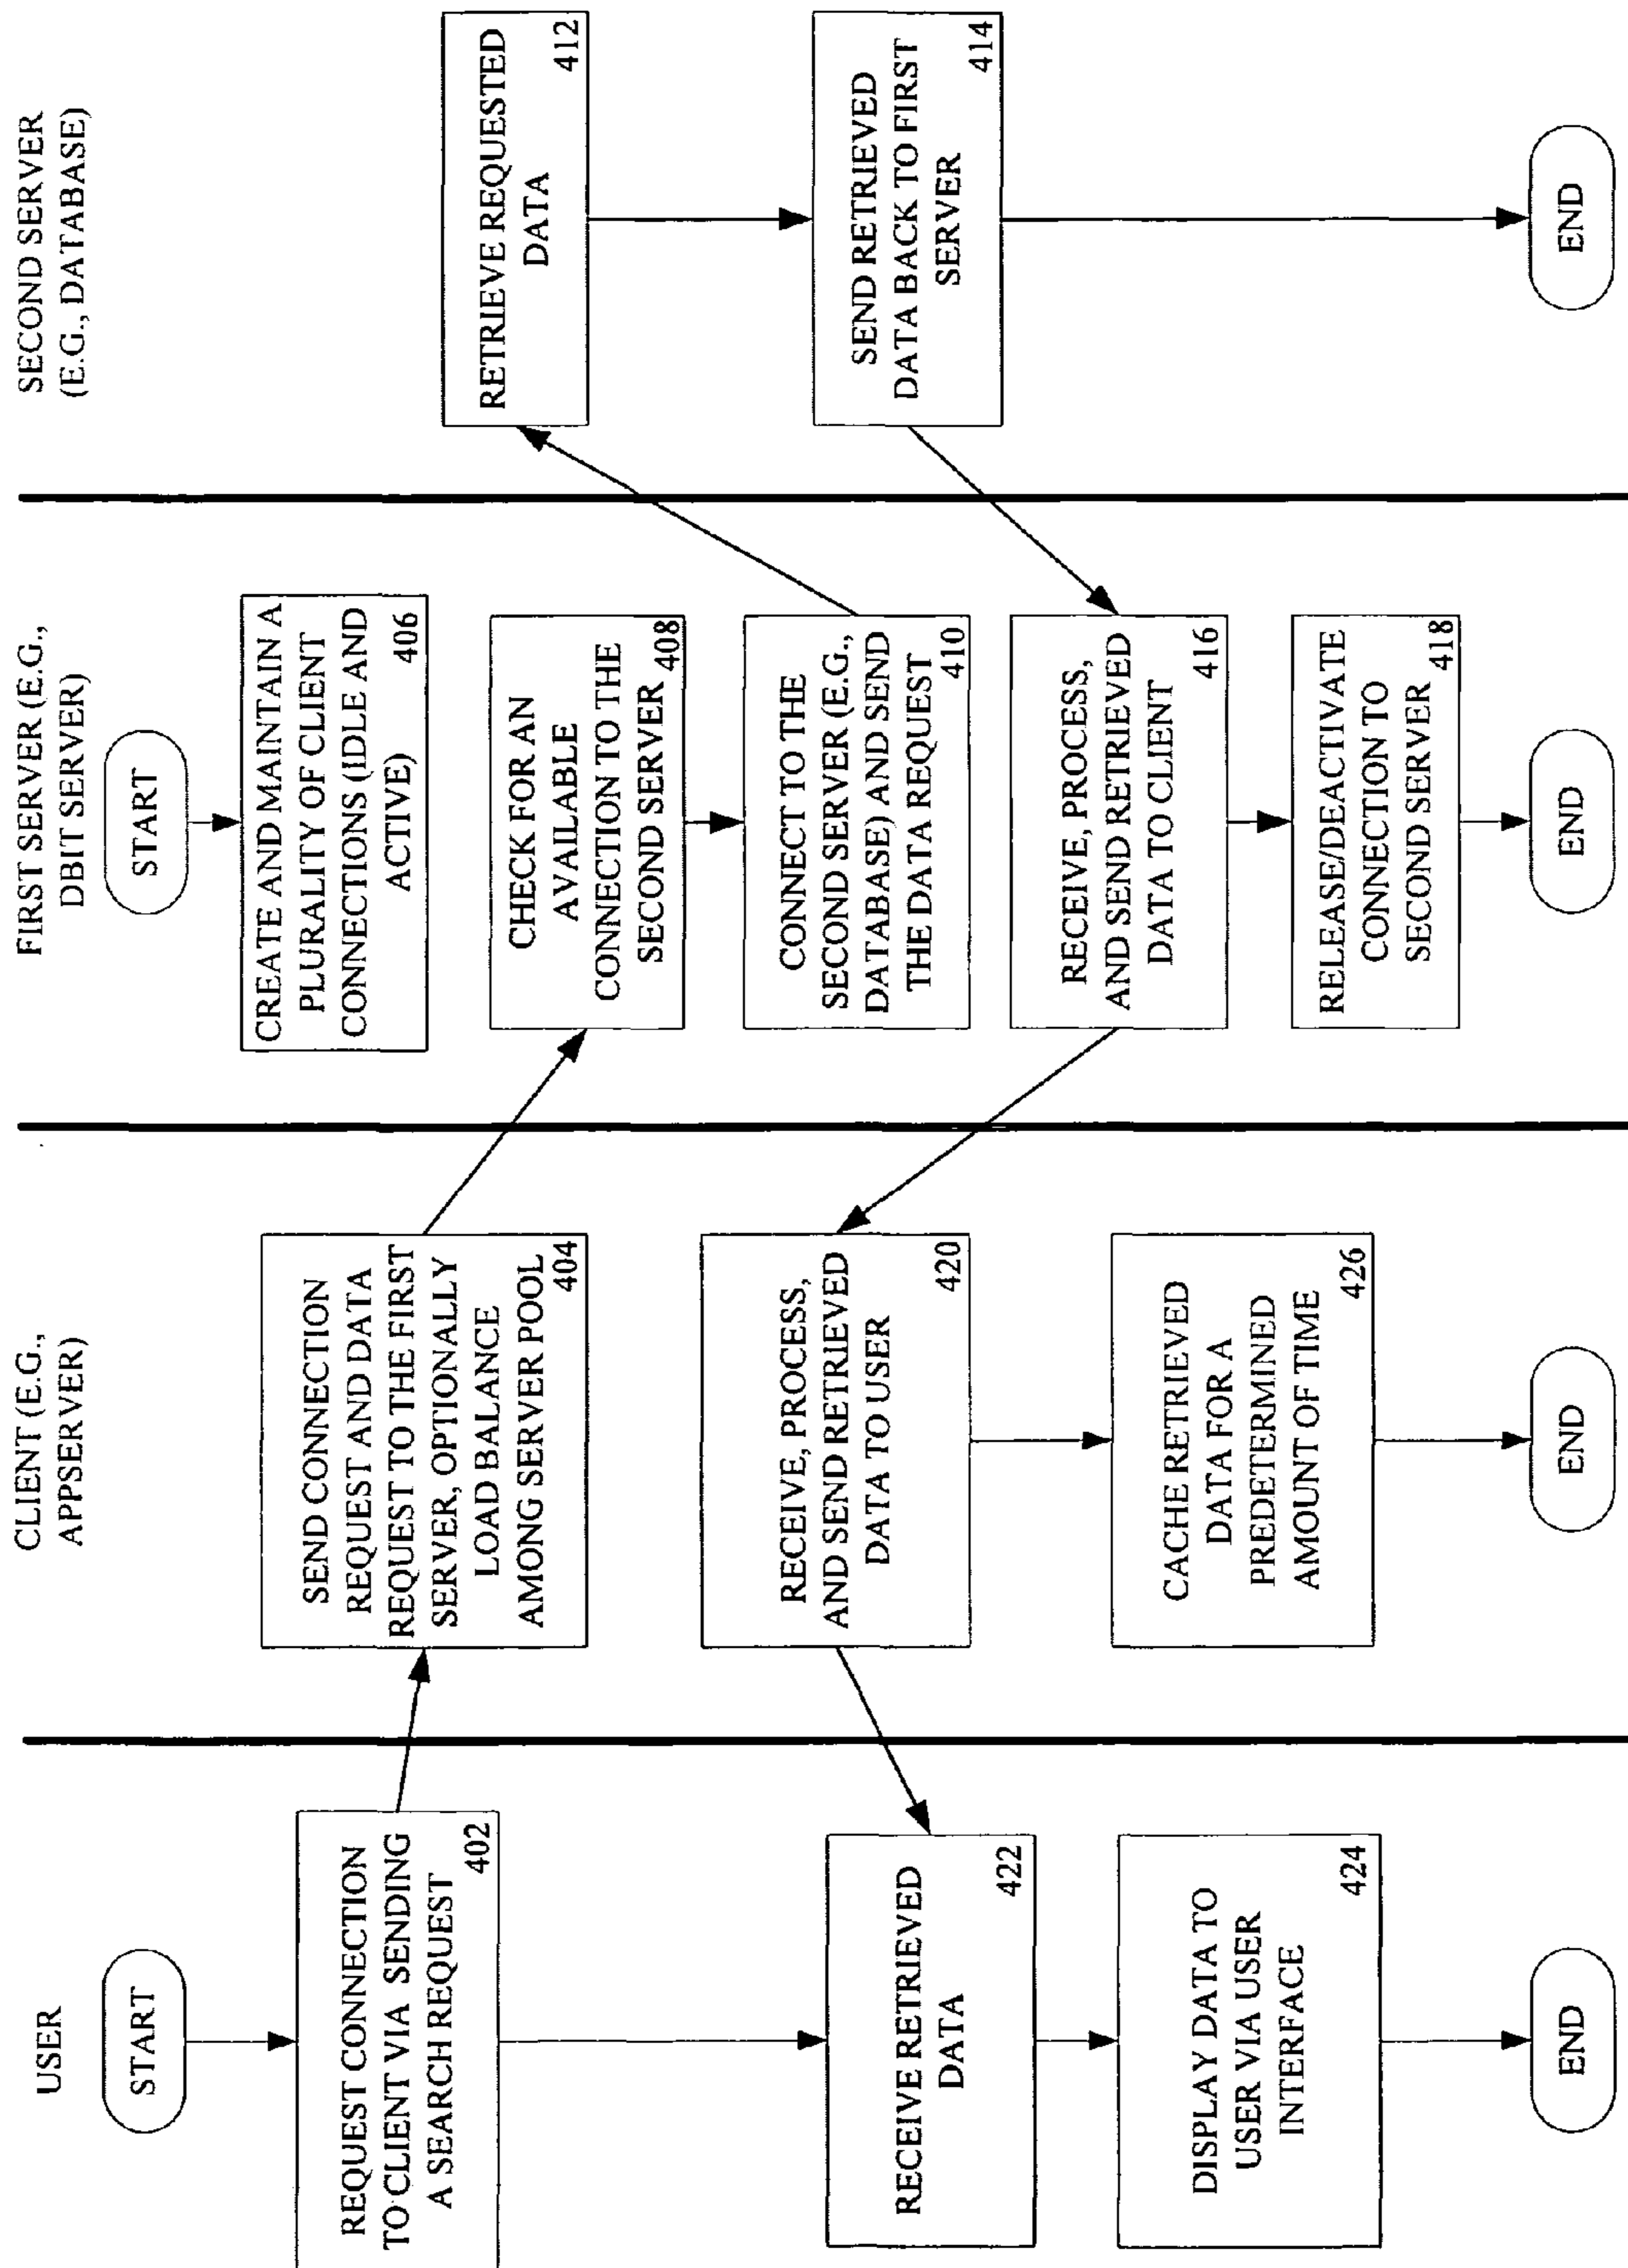 USER
START
REQUEST CONNECTION
TO CLIENT VIA SENDING
A SEARCH REQUEST
402
RECEIVE RETRIEVED
DATA
422
DISPLAY DATA TO
USER VIA USER
INTERFACE
424
END
CLIENT (E.G.,
APPSERVER)
SEND CONNECTION
REQUEST AND DATA
REQUEST TO THE FIRST
SERVER, OPTIONALLY
LOAD BALANCE
AMONG SERVER POOL
404
RECEIVE, PROCESS,
AND SEND RETRIEVED
DATA TO USER
420
CACHE RETRIEVED
DATA FOR A
PREDETERMINED
AMOUNT OF TIME
426
END
FIRST SERVER (E.G.,
DBIT SERVER)
START
CREATE AND MAINTAIN A
PLURALITY OF CLIENT
CONNECTIONS (IDLE AND
ACTIVE)
406
CHECK FOR AN
AVAILABLE
CONNECTION TO THE
SECOND SERVER
408
CONNECT TO THE
SECOND SERVER (E.G.,
DATABASE) AND SEND
THE DATA REQUEST
410
RECEIVE, PROCESS,
AND SEND RETRIEVED
DATA TO CLIENT
416
RELEASE/DEACTIVATE
CONNECTION TO
SECOND SERVER
418
END
SECOND SERVER
(E.G., DATABASE)
RETRIEVE REQUESTED
DATA
412
SEND RETRIEVED
DATA BACK TO FIRST
SERVER
414
END